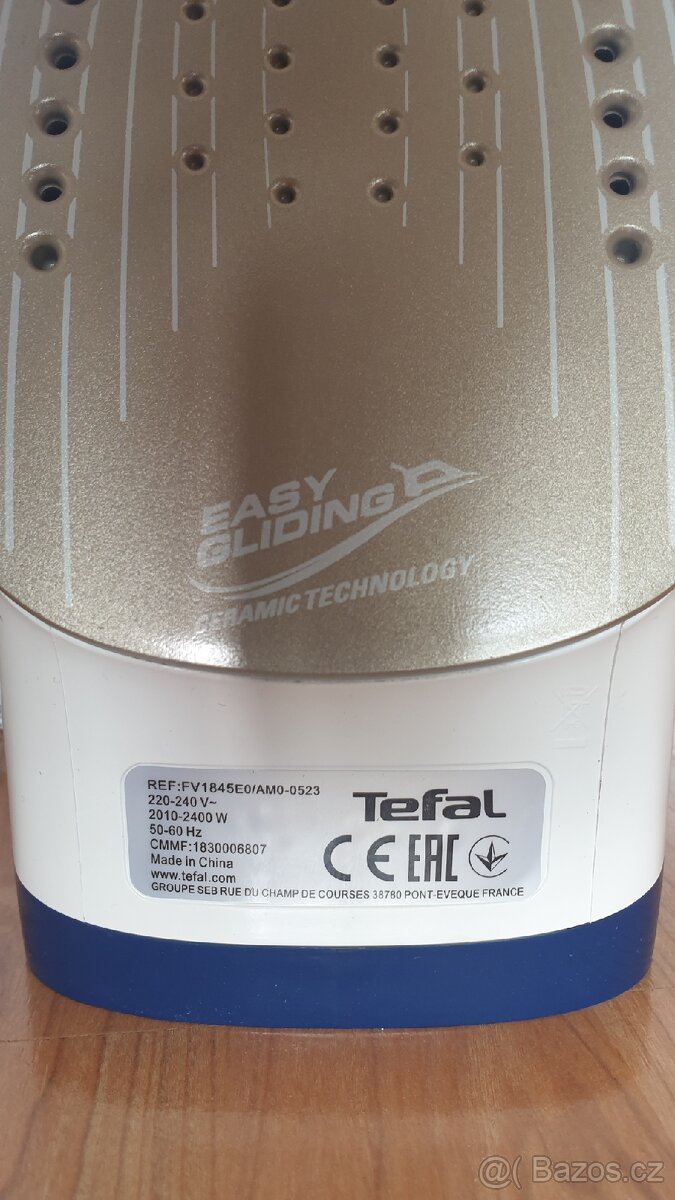 EASY
GLIDING
CERAMIC TECHNOLOGY
REF:FV1845E0/AM0-0523
220-240 V~
2010-2400 W
50-60 Hz
CMMF:1830006807
Made in China
www.tefal.com
GROUPE SEB RUE DU CHAMP DE COURSES 38780 PONT-EVEQUE FRANCE
Tefal
CE EAC
@( Bazos.cz